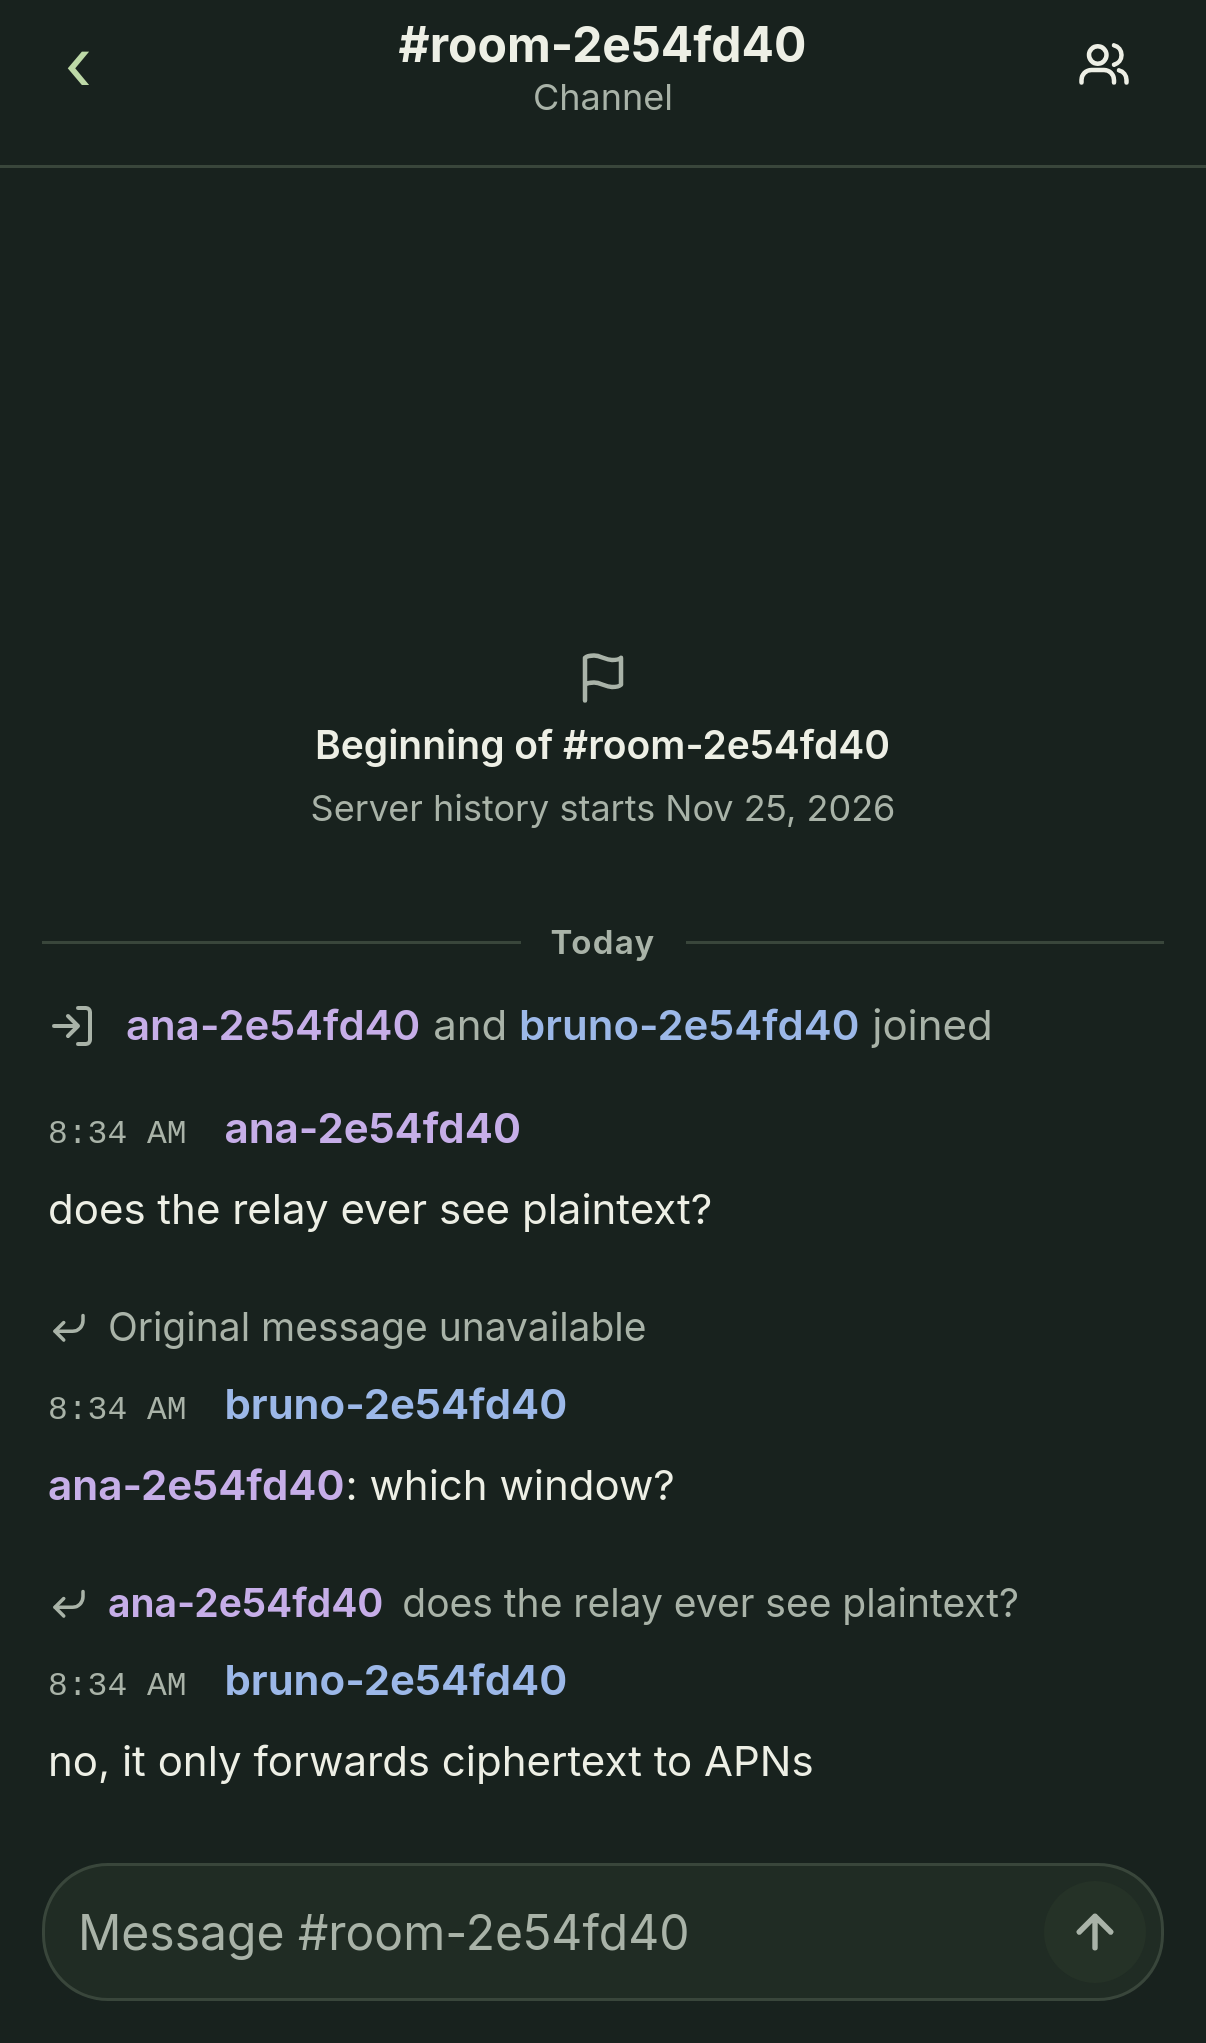 #room-2e54fd40
Channel
Beginning of #room-2e54fd40
Server history starts Nov 25, 2026
Today
ana-2e54fd40 and bruno-2e54fd40 joined
8:34 AM ana-2e54fd40
does the relay ever see plaintext?
Original message unavailable
8:34 AM bruno-2e54fd40
ana-2e54fd40: which window?
ana-2e54fd40 does the relay ever see plaintext?
8:34 AM bruno-2e54fd40
no, it only forwards ciphertext to APNs
Message #room-2e54fd40